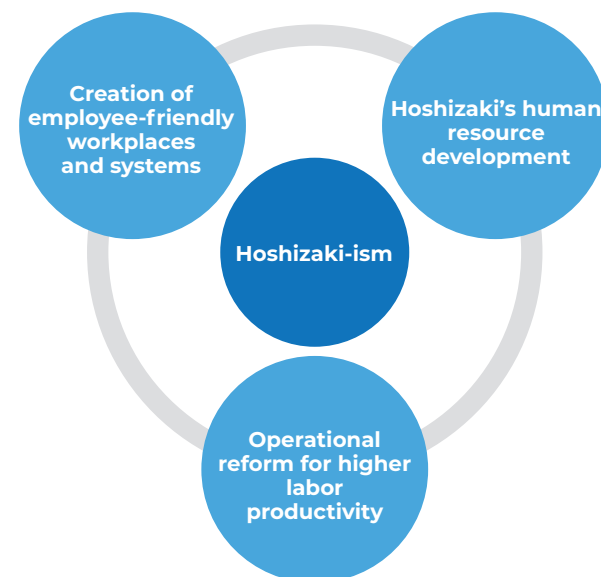 Creation of
employee-friendly
workplaces
and systems
Hoshizaki's human
resource
development
Hoshizaki-ism
Operational
reform for higher
labor
productivity